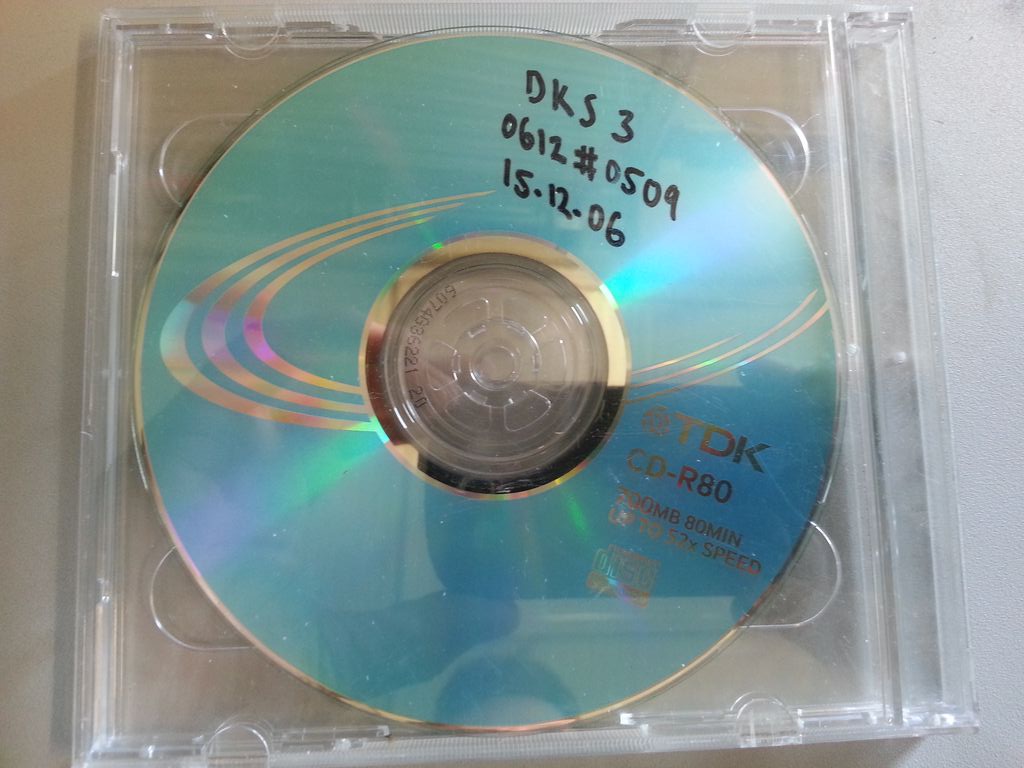 DKS 3
0612#0509
15.12.06
TDK
CD-R80
700MB 80MIN
UP TO 52x SPEED